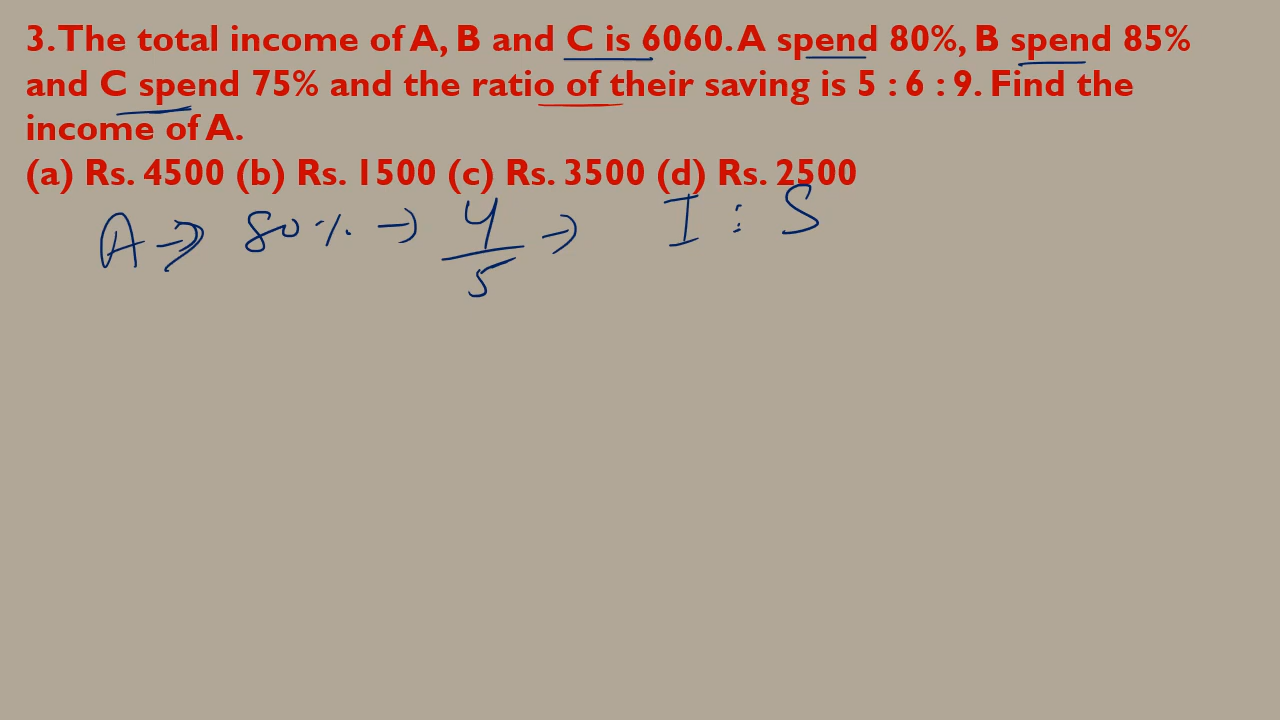 3. The total income of A, B and C is 6060. A spend 80%, B spend 85%
and C spend 75% and the ratio of their saving is 5 : 6 : 9. Find the
income of A.
(a) Rs. 4500 (b) Rs. 1500 (c) Rs. 3500 (d) Rs. 2500
A ⇒ 80% → 4/5 → I : S